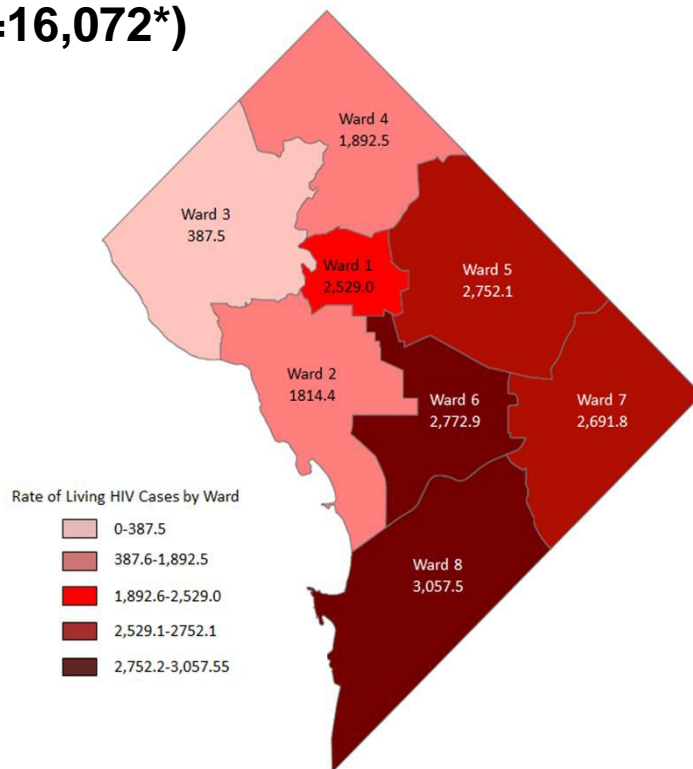 =16,072*)
Ward 4
1,892.5
Ward 3
387.5
Ward 1
2,529.0
Ward 5
2,752.1
Ward 2
1814.4
Ward 6
2,772.9
Ward 7
2,691.8
Ward 8
3,057.5
Rate of Living HIV Cases by Ward
0-387.5
387.6-1,892.5
1,892.6-2,529.0
2,529.1-2752.1
2,752.2-3,057.55